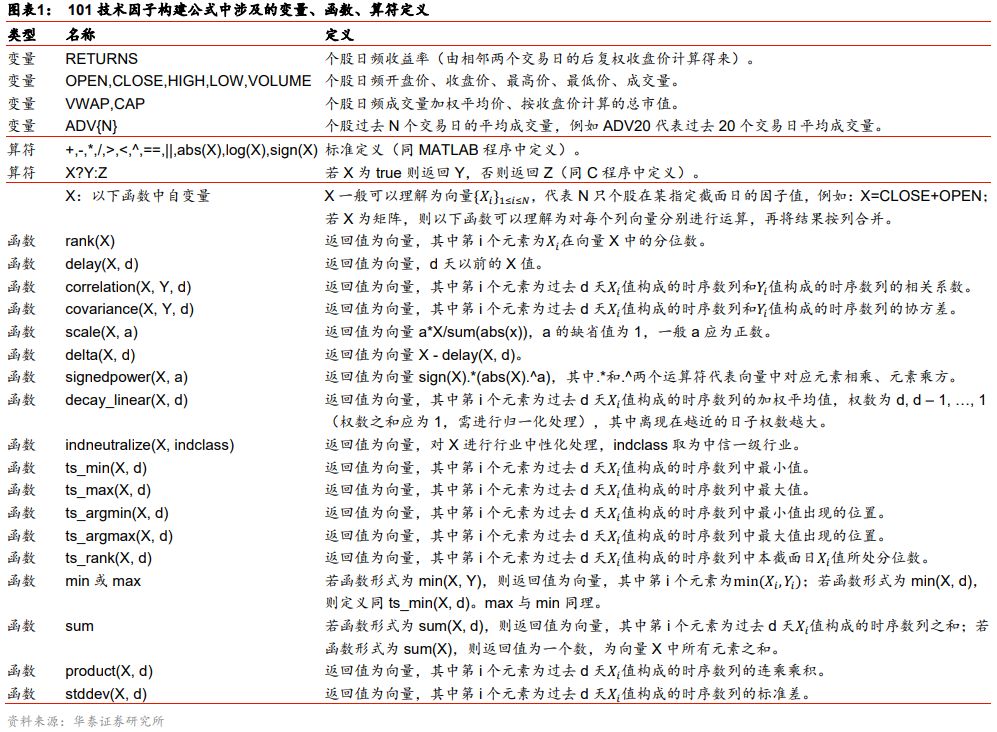 图表1： 101 技术因子构建公式中涉及的变量、函数、算符定义
类型 名称 定义
变量 RETURNS 个股日频收益率（由相邻两个交易日的后复权收盘价计算得来）。
变量 OPEN,CLOSE,HIGH,LOW,VOLUME 个股日频开盘价、收盘价、最高价、最低价、成交量。
变量 VWAP,CAP 个股日频成交量加权平均价、按收盘价计算的总市值。
变量 ADV{N} 个股过去 N 个交易日的平均成交量，例如 ADV20 代表过去 20 个交易日平均成交量。
算符 +,-,*,/,>,<,^,==,||,abs(X),log(X),sign(X) 标准定义（同 MATLAB 程序中定义）。
算符 X?Y:Z 若 X 为 true 则返回 Y，否则返回 Z（同 C 程序中定义）。
X：以下函数中自变量 X 一般可以理解为向量{Xᵢ}₁≤ᵢ≤N，代表 N 只个股在某指定截面日的因子值，例如：X=CLOSE+OPEN；
若 X 为矩阵，则以下函数可以理解为对每个列向量分别进行运算，再将结果按列合并。
函数 rank(X) 返回值为向量，其中第 i 个元素为Xᵢ在向量 X 中的分位数。
函数 delay(X, d) 返回值为向量，d 天以前的 X 值。
函数 correlation(X, Y, d) 返回值为向量，其中第 i 个元素为过去 d 天Xᵢ值构成的时序数列和Yᵢ值构成的时序数列的相关系数。
函数 covariance(X, Y, d) 返回值为向量，其中第 i 个元素为过去 d 天Xᵢ值构成的时序数列和Yᵢ值构成的时序数列的协方差。
函数 scale(X, a) 返回值为向量 a*X/sum(abs(x))，a 的缺省值为 1，一般 a 应为正数。
函数 delta(X, d) 返回值为向量 X - delay(X, d)。
函数 signedpower(X, a) 返回值为向量 sign(X).*(abs(X).^a)，其中.*和.^两个运算符代表向量中对应元素相乘、元素乘方。
函数 decay_linear(X, d) 返回值为向量，其中第 i 个元素为过去 d 天Xᵢ值构成的时序数列的加权平均值，权数为 d, d – 1, …, 1
（权数之和应为 1，需进行归一化处理），其中离现在越近的日子权数越大。
函数 indneutralize(X, indclass) 返回值为向量，对 X 进行行业中性化处理，indclass 取为中信一级行业。
函数 ts_min(X, d) 返回值为向量，其中第 i 个元素为过去 d 天Xᵢ值构成的时序数列中最小值。
函数 ts_max(X, d) 返回值为向量，其中第 i 个元素为过去 d 天Xᵢ值构成的时序数列中最大值。
函数 ts_argmin(X, d) 返回值为向量，其中第 i 个元素为过去 d 天Xᵢ值构成的时序数列中最小值出现的位置。
函数 ts_argmax(X, d) 返回值为向量，其中第 i 个元素为过去 d 天Xᵢ值构成的时序数列中最大值出现的位置。
函数 ts_rank(X, d) 返回值为向量，其中第 i 个元素为过去 d 天Xᵢ值构成的时序数列中本截面日Xᵢ值所处分位数。
函数 min 或 max 若函数形式为 min(X, Y)，则返回值为向量，其中第 i 个元素为min(Xᵢ,Yᵢ)；若函数形式为 min(X, d)，
则定义同 ts_min(X, d)。max 与 min 同理。
函数 sum 若函数形式为 sum(X, d)，则返回值为向量，其中第 i 个元素为过去 d 天Xᵢ值构成的时序数列之和；若
函数形式为 sum(X)，则返回值为一个数，为向量 X 中所有元素之和。
函数 product(X, d) 返回值为向量，其中第 i 个元素为过去 d 天Xᵢ值构成的时序数列的连乘乘积。
函数 stddev(X, d) 返回值为向量，其中第 i 个元素为过去 d 天Xᵢ值构成的时序数列的标准差。
资料来源：华泰证券研究所